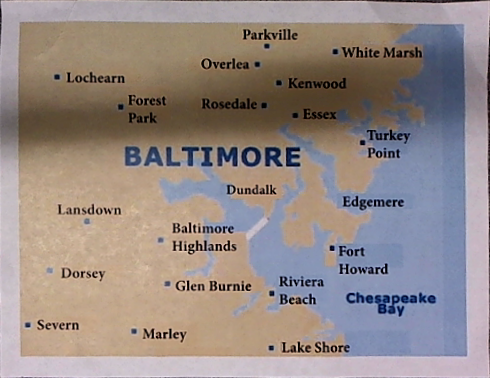 Parkville
White Marsh
Overlea
Lochearn
Kenwood
Forest
Park
Rosedale
Essex
Turkey
Point
BALTIMORE
Dundalk
Edgemere
Lansdown
Baltimore
Highlands
Fort
Howard
Dorsey
Glen Burnie
Riviera
Beach
Chesapeake
Bay
Severn
Marley
Lake Shore